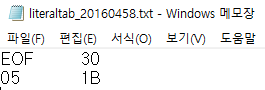 literaltab_20160458.txt - Windows 메모장
파일(F) 편집(E) 서식(O) 보기(V) 도움말
EOF 30
05 1B